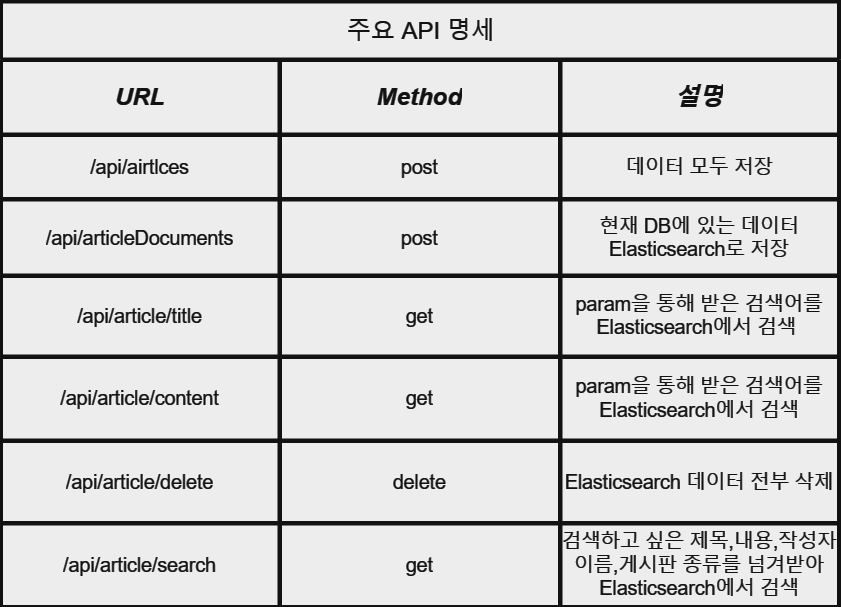 주요 API 명세
URL Method 설명
/api/airtlces post 데이터 모두 저장
/api/articleDocuments post 현재 DB에 있는 데이터
Elasticsearch로 저장
/api/article/title get param을 통해 받은 검색어를
Elasticsearch에서 검색
/api/article/content get param을 통해 받은 검색어를
Elasticsearch에서 검색
/api/article/delete delete Elasticsearch 데이터 전부 삭제
/api/article/search get 검색하고 싶은 제목,내용,작성자
이름,게시판 종류를 넘겨받아
Elasticsearch에서 검색